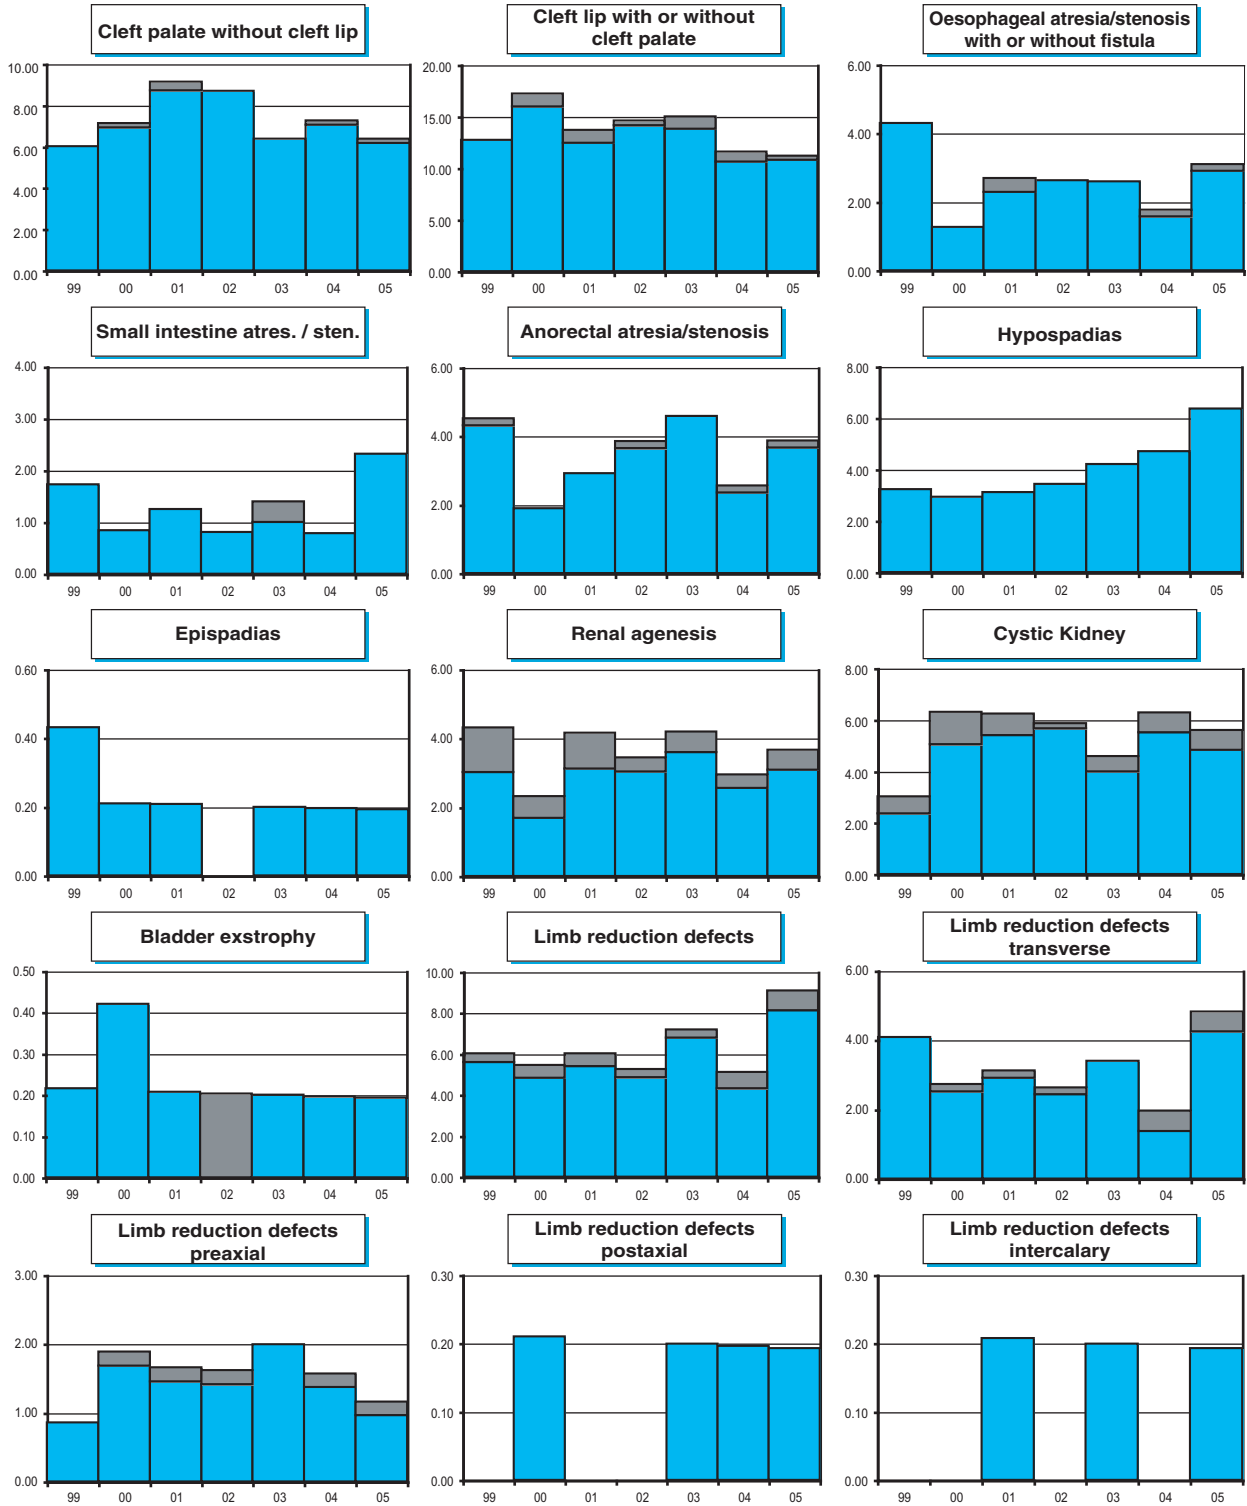 Cleft palate without cleft lip
10.00
8.00
6.00
4.00
2.00
0.00
99 00 01 02 03 04 05
Cleft lip with or without
cleft palate
20.00
15.00
10.00
5.00
0.00
99 00 01 02 03 04 05
Oesophageal atresia/stenosis
with or without fistula
6.00
4.00
2.00
0.00
99 00 01 02 03 04 05
Small intestine atres. / sten.
4.00
3.00
2.00
1.00
0.00
99 00 01 02 03 04 05
Anorectal atresia/stenosis
6.00
4.00
2.00
0.00
99 00 01 02 03 04 05
Hypospadias
8.00
6.00
4.00
2.00
0.00
99 00 01 02 03 04 05
Epispadias
0.60
0.40
0.20
0.00
99 00 01 02 03 04 05
Renal agenesis
6.00
4.00
2.00
0.00
99 00 01 02 03 04 05
Cystic Kidney
8.00
6.00
4.00
2.00
0.00
99 00 01 02 03 04 05
Bladder exstrophy
0.50
0.40
0.30
0.20
0.10
0.00
99 00 01 02 03 04 05
Limb reduction defects
10.00
8.00
6.00
4.00
2.00
0.00
99 00 01 02 03 04 05
Limb reduction defects
transverse
6.00
4.00
2.00
0.00
99 00 01 02 03 04 05
Limb reduction defects
preaxial
3.00
2.00
1.00
0.00
99 00 01 02 03 04 05
Limb reduction defects
postaxial
0.30
0.20
0.10
0.00
99 00 01 02 03 04 05
Limb reduction defects
intercalary
0.30
0.20
0.10
0.00
99 00 01 02 03 04 05